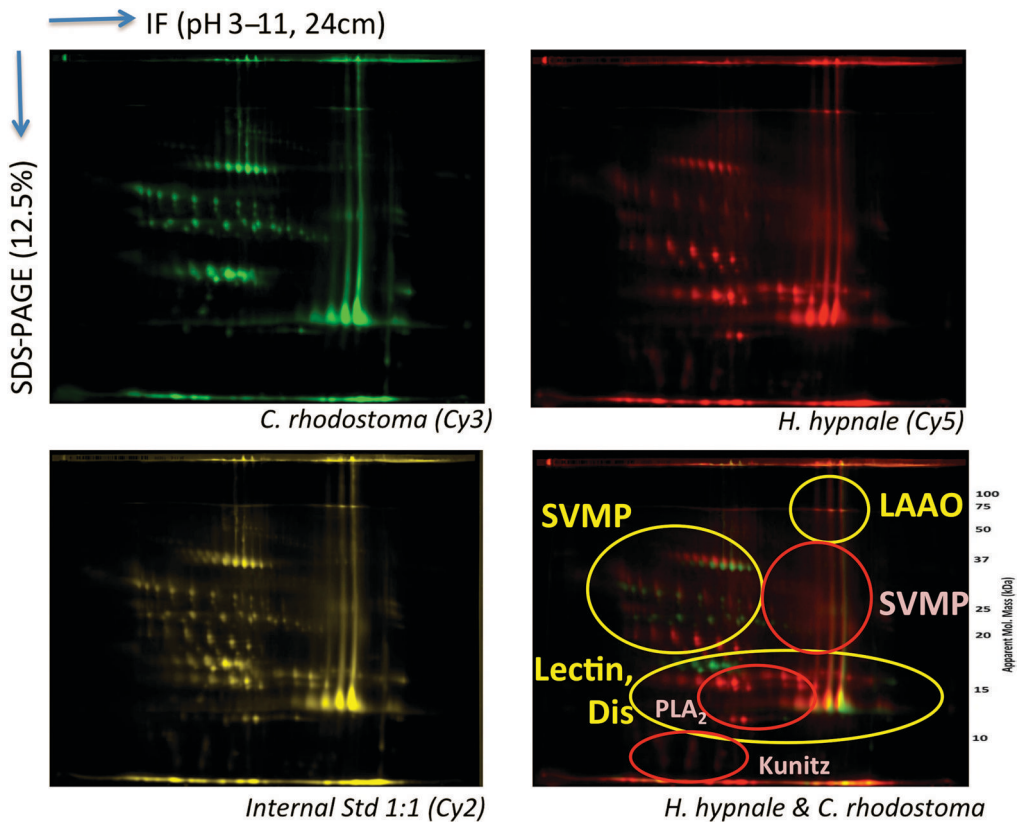 IF (pH 3–11, 24cm)
SDS-PAGE (12.5%)
C. rhodostoma (Cy3)
H. hypnale (Cy5)
Internal Std 1:1 (Cy2)
SVMP
LAAO
SVMP
Lectin,
Dis
PLA₂
Kunitz
100
75
50
37
25
20
15
10
Apparent Mol. Mass (kDa)
H. hypnale & C. rhodostoma